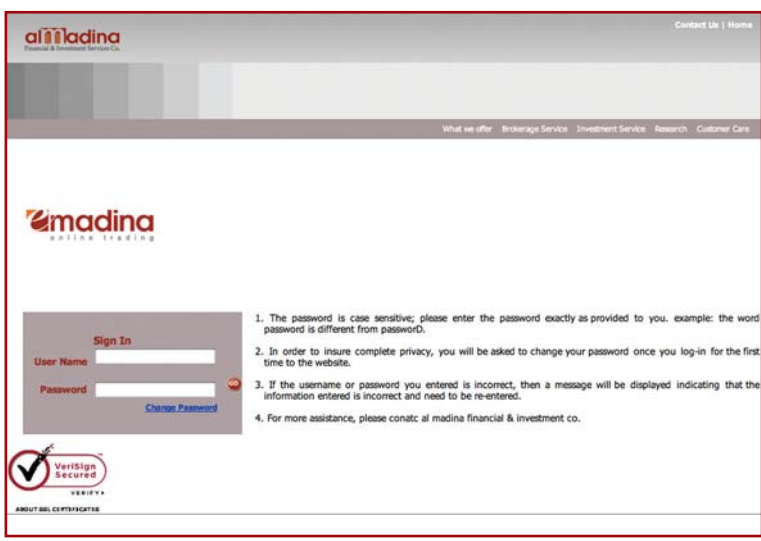 Contact Us | Home
almadina
Financial & Investment Services Co.
What we offer Brokerage Service Investment Service Research Customer Care
emadina
online trading
Sign In
User Name
Password
GO
Change Password
1. The password is case sensitive; please enter the password exactly as provided to you. example: the word
password is different from passworD.
2. In order to insure complete privacy, you will be asked to change your password once you log-in for the first
time to the website.
3. If the username or password you entered is incorrect, then a message will be displayed indicating that the
information entered is incorrect and need to be re-entered.
4. For more assistance, please conatc al madina financial & investment co.
VeriSign
Secured
VERIFY
ABOUT SSL CERTIFICATES